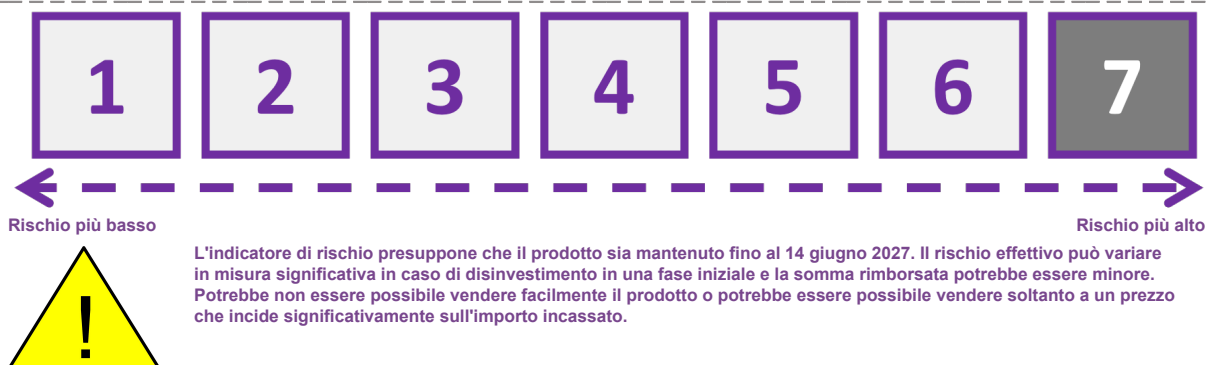 1 2 3 4 5 6 7
Rischio più basso Rischio più alto
L'indicatore di rischio presuppone che il prodotto sia mantenuto fino al 14 giugno 2027. Il rischio effettivo può variare
in misura significativa in caso di disinvestimento in una fase iniziale e la somma rimborsata potrebbe essere minore.
Potrebbe non essere possibile vendere facilmente il prodotto o potrebbe essere possibile vendere soltanto a un prezzo
che incide significativamente sull'importo incassato.
!